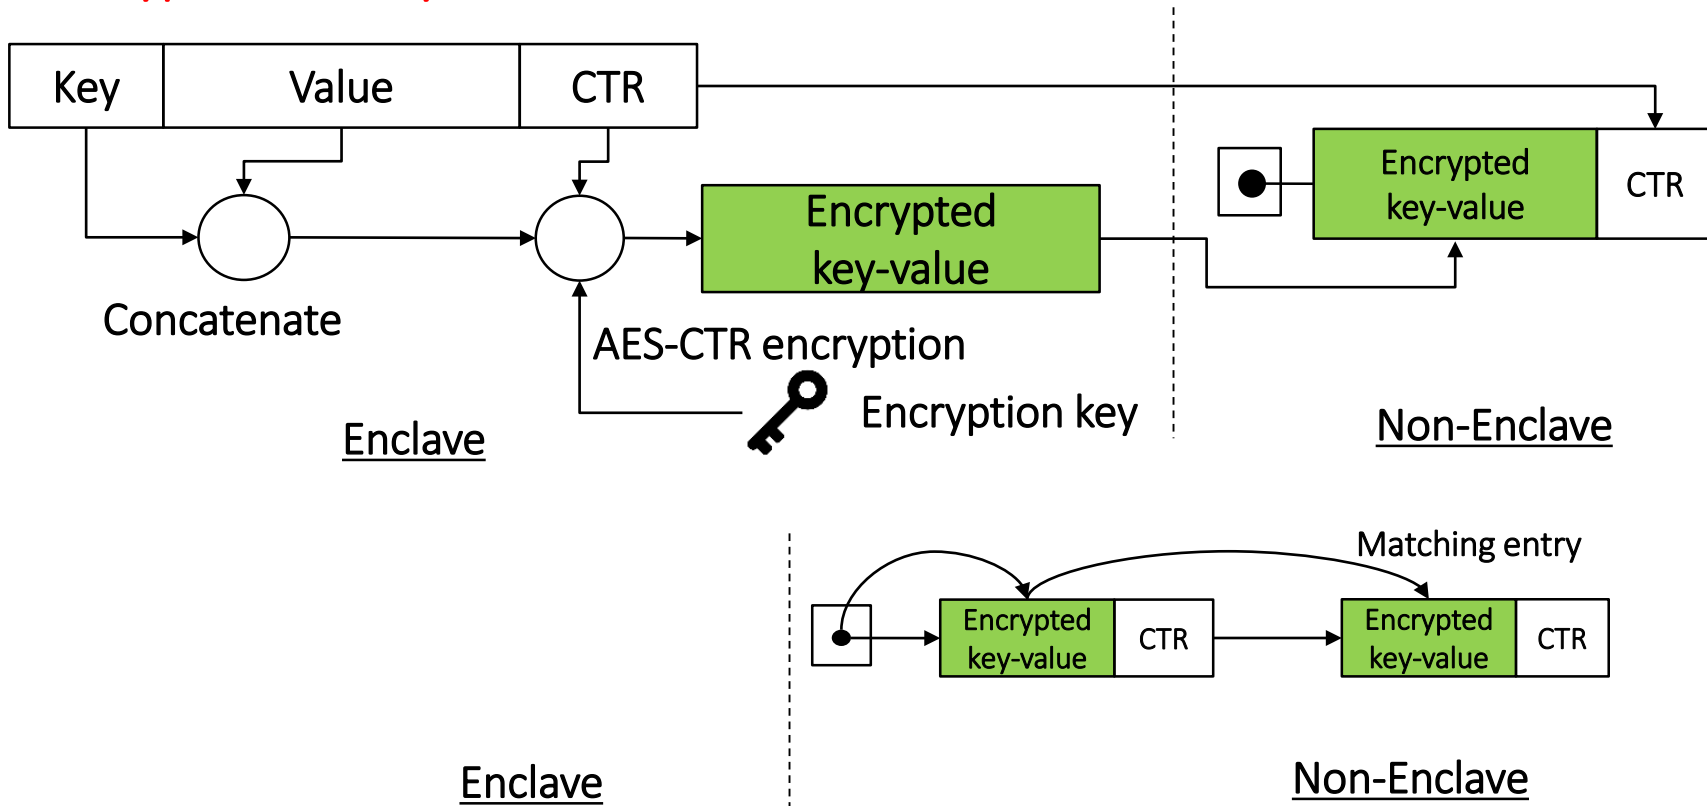 Key Value CTR
Encrypted
key-value
CTR
Encrypted
key-value
Concatenate
AES-CTR encryption
Encryption key
Enclave
Non-Enclave
Matching entry
Encrypted
key-value
CTR
Encrypted
key-value
CTR
Enclave
Non-Enclave